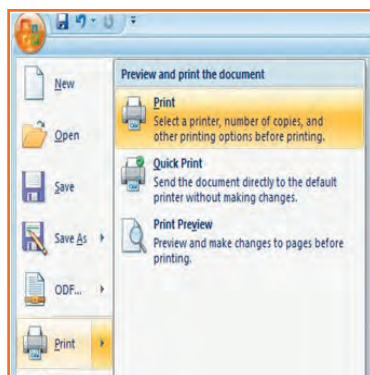 New
Open
Save
Save As
ODF...
Print
Preview and print the document
Print
Select a printer, number of copies, and
other printing options before printing.
Quick Print
Send the document directly to the default
printer without making changes.
Print Preview
Preview and make changes to pages before
printing.